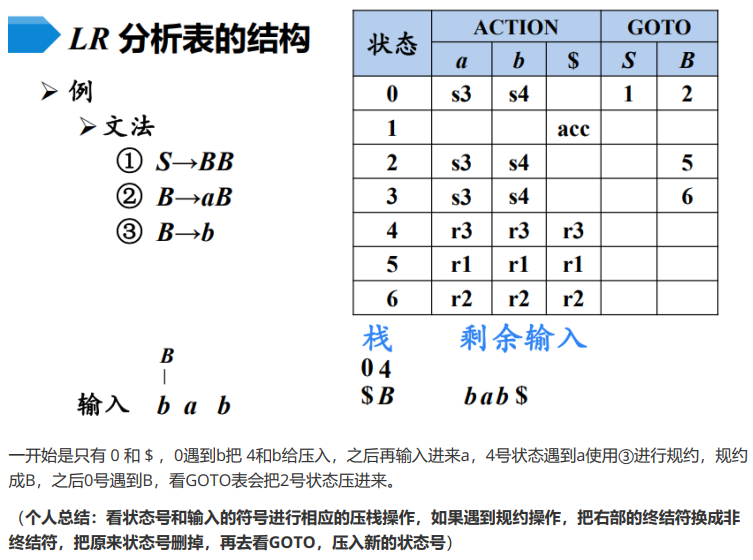 LR 分析表的结构
➢ 例
➢文法
① S→BB
② B→aB
③ B→b
状态 ACTION GOTO
a b $ S B
0 s3 s4 1 2
1 acc
2 s3 s4 5
3 s3 s4 6
4 r3 r3 r3
5 r1 r1 r1
6 r2 r2 r2
栈 剩余输入
0 4
$ B b a b $
B
输入 b a b
一开始是只有 0 和 $ ，0遇到b把 4和b给压入，之后再输入进来a，4号状态遇到a使用③进行规约，规约
成B，之后0号遇到B，看GOTO表会把2号状态压进来。
（个人总结：看状态号和输入的符号进行相应的压栈操作，如果遇到规约操作，把右部的终结符换成非
终结符，把原来状态号删掉，再去看GOTO，压入新的状态号）